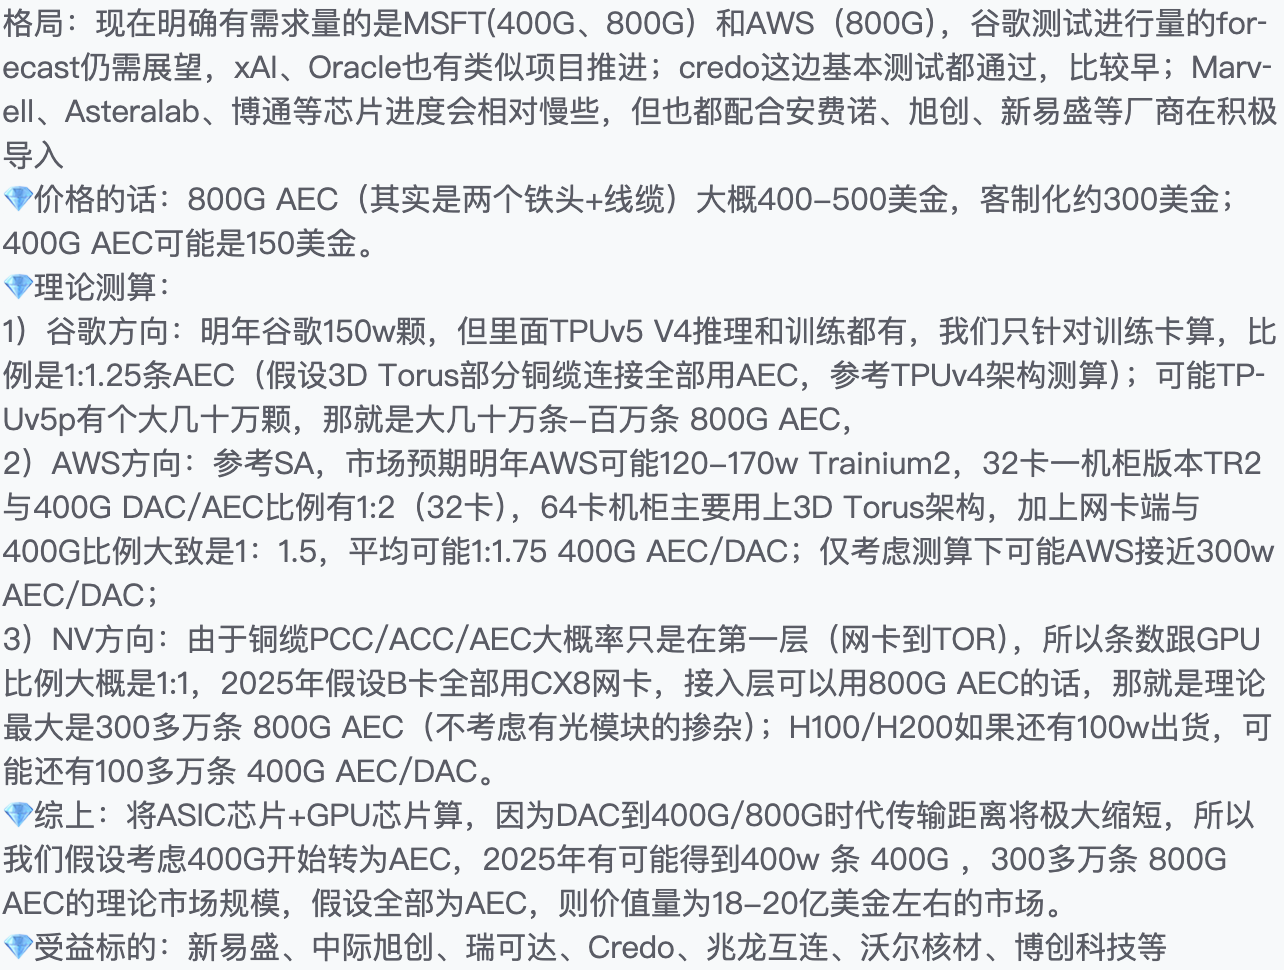 格局：现在明确有需求量的是MSFT(400G、800G）和AWS（800G)，谷歌测试进行量的for-
ecast仍需展望，xAI、Oracle也有类似项目推进；credo这边基本测试都通过，比较早；Marv-
ell、Asteralab、博通等芯片进度会相对慢些，但也都配合安费诺、旭创、新易盛等厂商在积极
导入
💎价格的话：800G AEC（其实是两个铁头+线缆）大概400-500美金，客制化约300美金；
400G AEC可能是150美金。
💎理论测算：
1）谷歌方向：明年谷歌150w颗，但里面TPUv5 V4推理和训练都有，我们只针对训练卡算，比
例是1:1.25条AEC（假设3D Torus部分铜缆连接全部用AEC，参考TPUv4架构测算）；可能TP-
Uv5p有个大几十万颗，那就是大几十万条-百万条 800G AEC，
2）AWS方向：参考SA，市场预期明年AWS可能120-170w Trainium2，32卡一机柜版本TR2
与400G DAC/AEC比例有1:2（32卡），64卡机柜主要用上3D Torus架构，加上网卡端与
400G比例大致是1：1.5，平均可能1:1.75 400G AEC/DAC；仅考虑测算下可能AWS接近300w
AEC/DAC；
3）NV方向：由于铜缆PCC/ACC/AEC大概率只是在第一层（网卡到TOR），所以条数跟GPU
比例大概是1:1，2025年假设B卡全部用CX8网卡，接入层可以用800G AEC的话，那就是理论
最大是300多万条 800G AEC（不考虑有光模块的掺杂）；H100/H200如果还有100w出货，可
能还有100多万条 400G AEC/DAC。
💎综上：将ASIC芯片+GPU芯片算，因为DAC到400G/800G时代传输距离将极大缩短，所以
我们假设考虑400G开始转为AEC，2025年有可能得到400w 条 400G ，300多万条 800G
AEC的理论市场规模，假设全部为AEC，则价值量为18-20亿美金左右的市场。
💎受益标的：新易盛、中际旭创、瑞可达、Credo、兆龙互连、沃尔核材、博创科技等